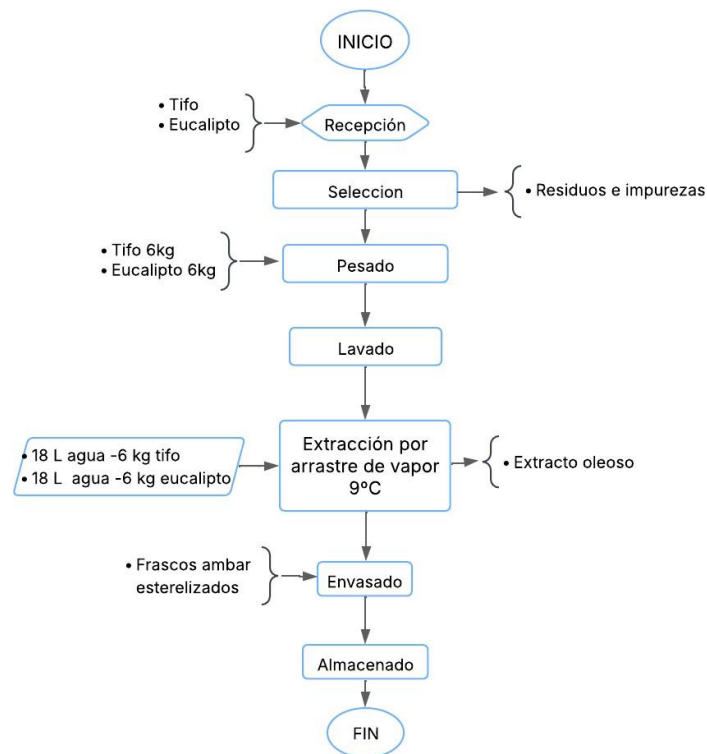 INICIO
• Tifo
• Eucalipto
Recepción
Seleccion
• Residuos e impurezas
• Tifo 6kg
• Eucalipto 6kg
Pesado
Lavado
• 18 L agua -6 kg tifo
• 18 L agua -6 kg eucalipto
Extracción por
arrastre de vapor
9ºC
• Extracto oleoso
• Frascos ambar
esterelizados
Envasado
Almacenado
FIN